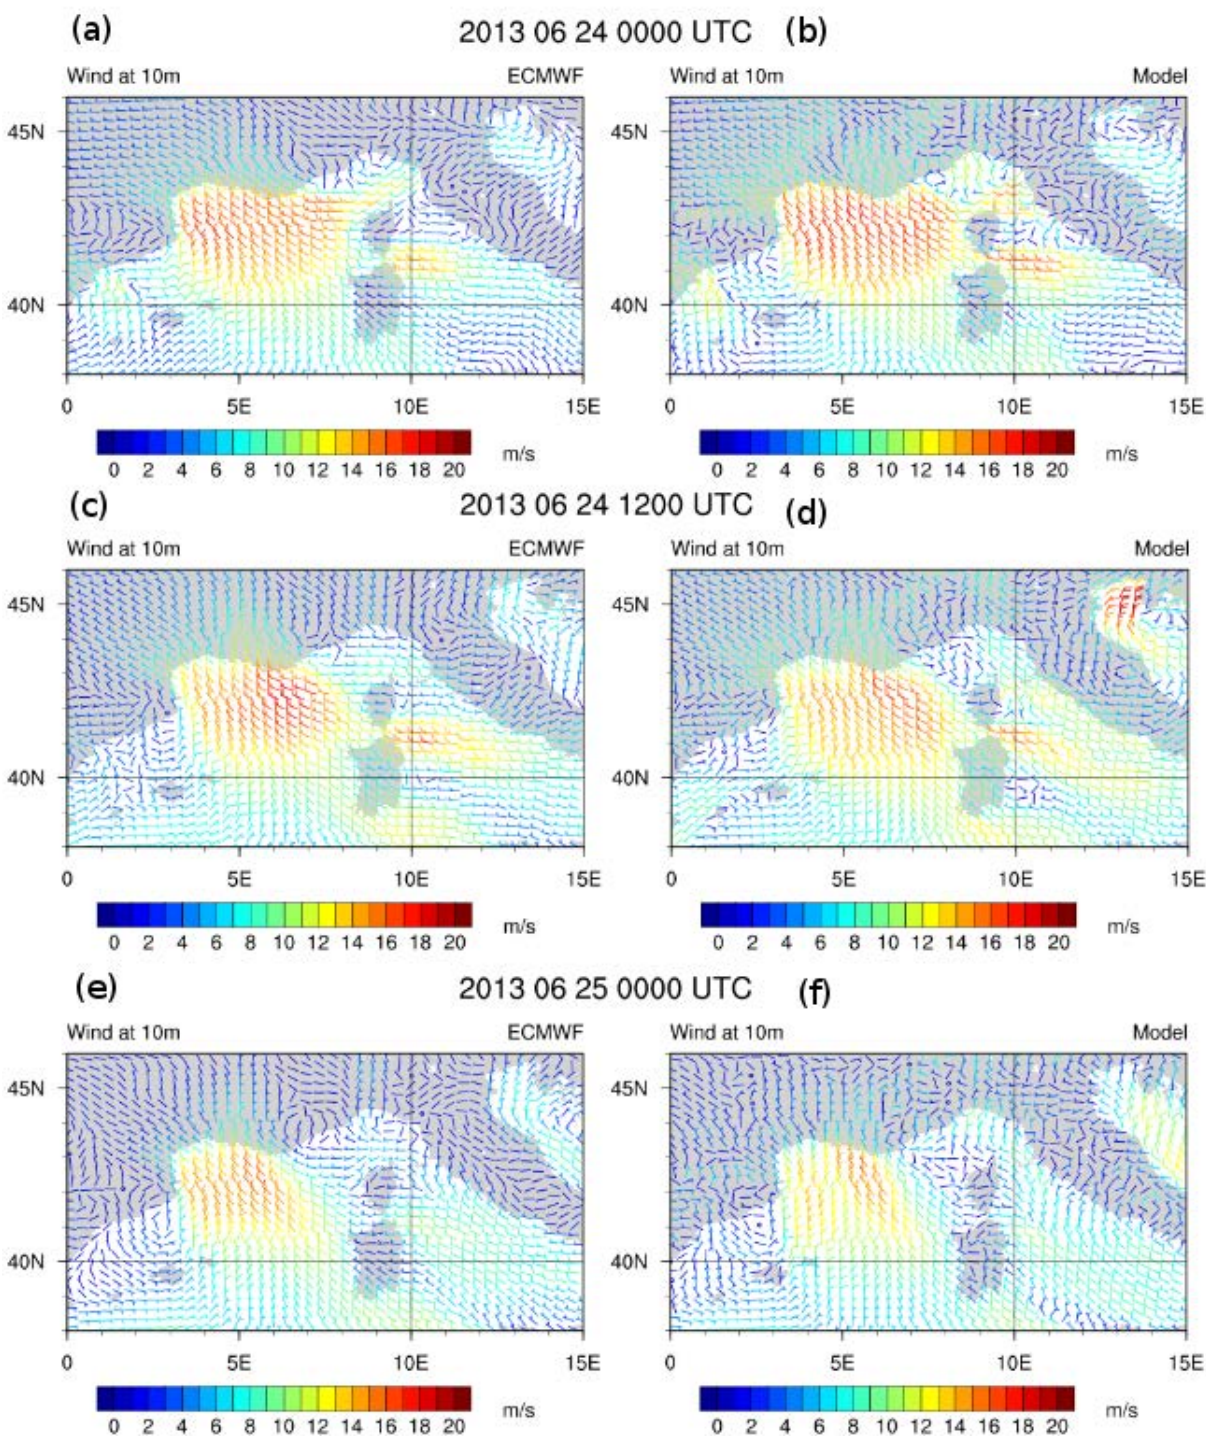 (a) 2013 06 24 0000 UTC (b)
Wind at 10m ECMWF Wind at 10m Model
45N
40N
0 5E 10E 15E 0 5E 10E 15E
0 2 4 6 8 10 12 14 16 18 20 m/s 0 2 4 6 8 10 12 14 16 18 20 m/s
(c) 2013 06 24 1200 UTC (d)
Wind at 10m ECMWF Wind at 10m Model
45N 45N
40N 40N
0 5E 10E 15E 0 5E 10E 15E
0 2 4 6 8 10 12 14 16 18 20 m/s 0 2 4 6 8 10 12 14 16 18 20 m/s
(e) 2013 06 25 0000 UTC (f)
Wind at 10m ECMWF Wind at 10m Model
45N 45N
40N 40N
0 5E 10E 15E 0 5E 10E 15E
0 2 4 6 8 10 12 14 16 18 20 m/s 0 2 4 6 8 10 12 14 16 18 20 m/s